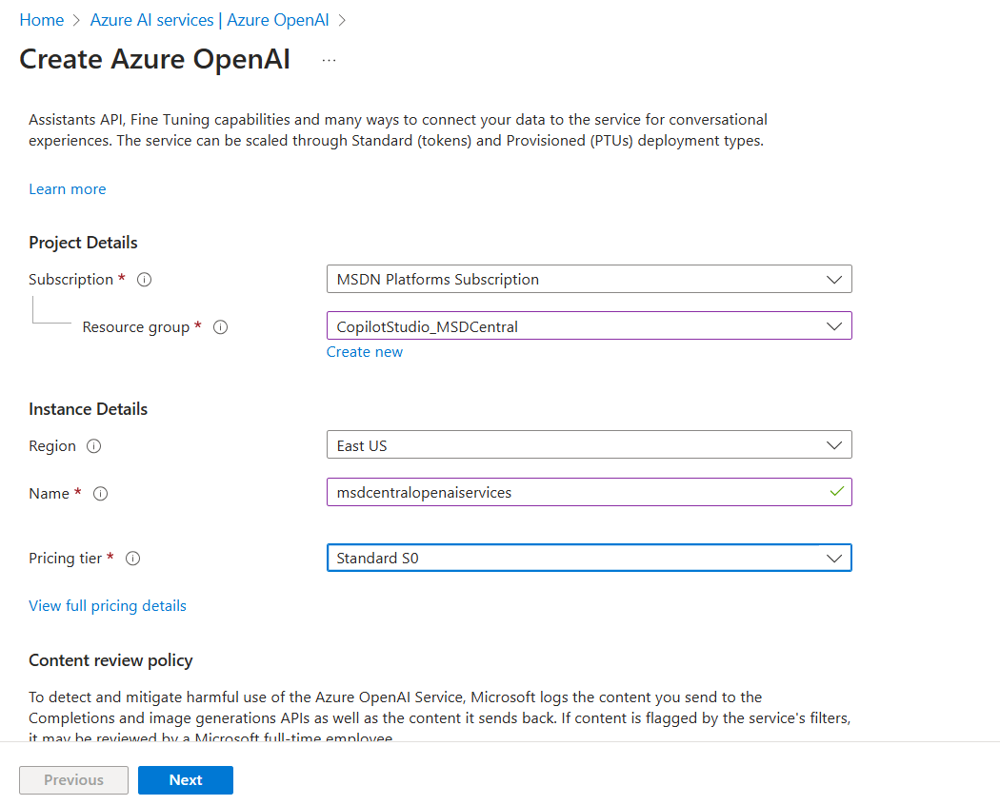 Home > Azure AI services | Azure OpenAI >
Create Azure OpenAI ...
Assistants API, Fine Tuning capabilities and many ways to connect your data to the service for conversational
experiences. The service can be scaled through Standard (tokens) and Provisioned (PTUs) deployment types.
Learn more
Project Details
Subscription * MSDN Platforms Subscription
Resource group * CopilotStudio_MSDCentral
Create new
Instance Details
Region East US
Name * msdcentralopenaiservices
Pricing tier * Standard S0
View full pricing details
Content review policy
To detect and mitigate harmful use of the Azure OpenAI Service, Microsoft logs the content you send to the
Completions and image generations APIs as well as the content it sends back. If content is flagged by the service's filters,
it may be reviewed by a Microsoft full-time employee.
Previous Next